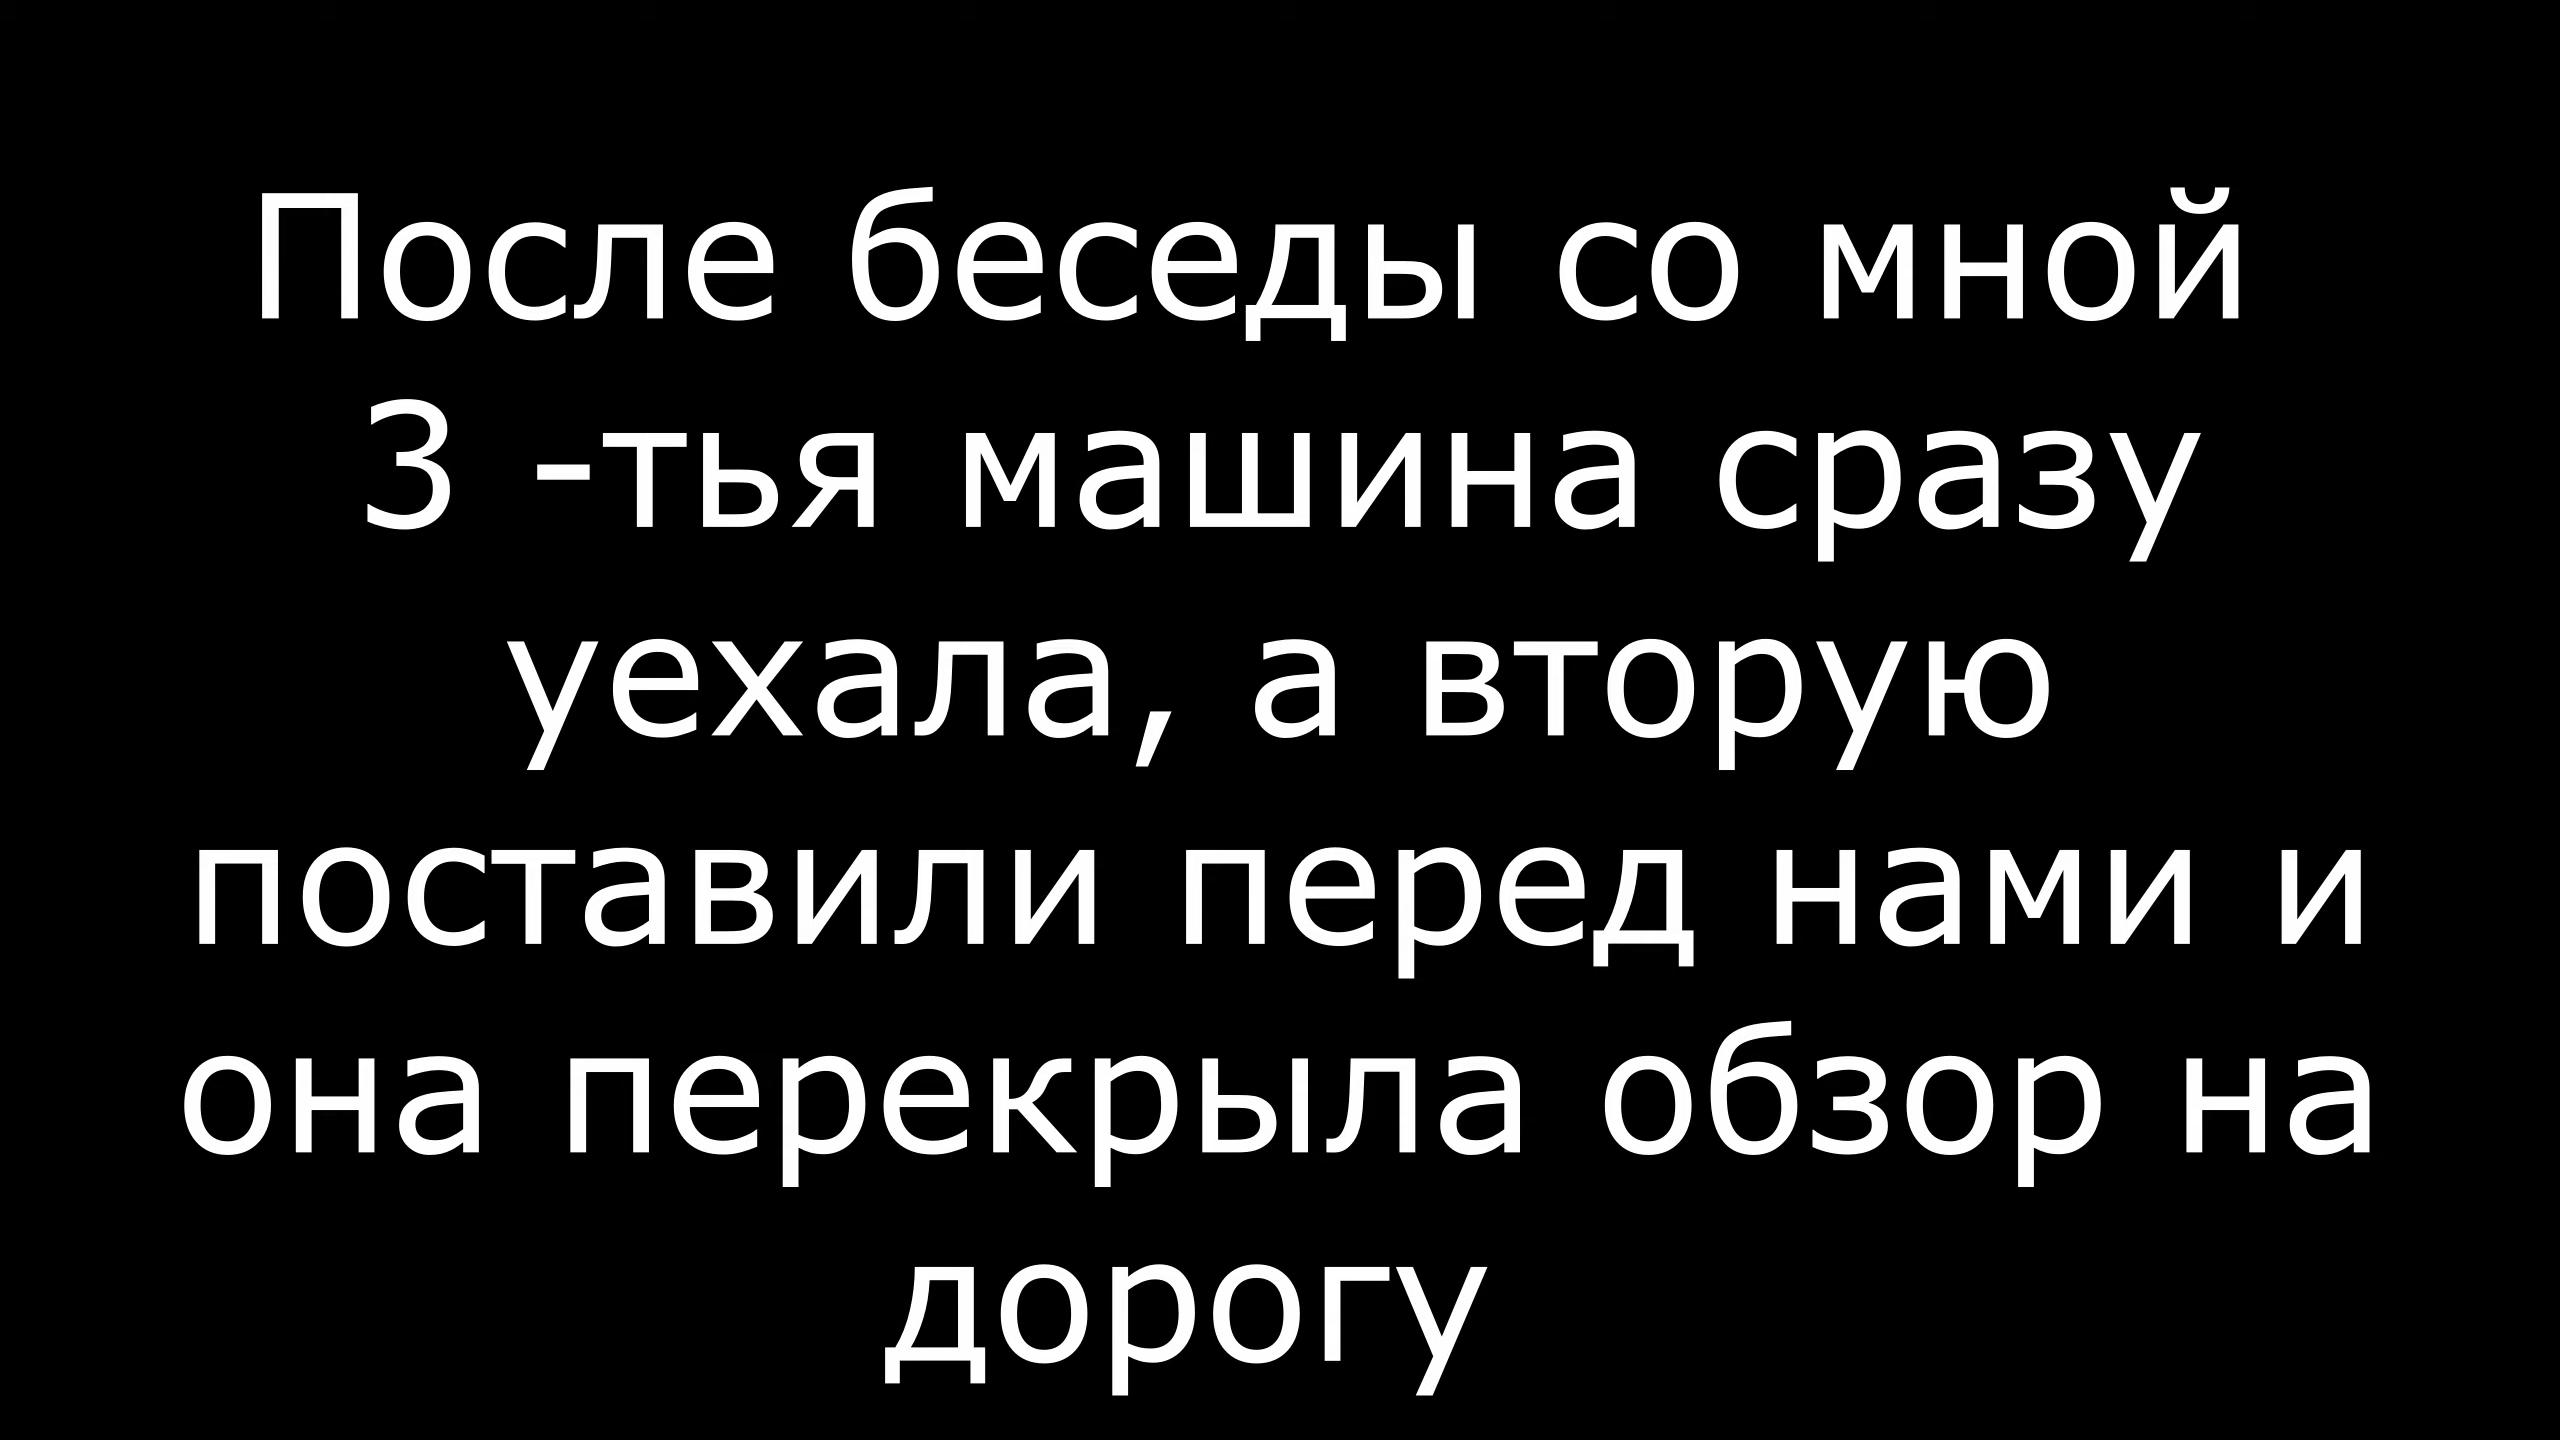 После беседы со мной
3 -тья машина сразу
уехала, а вторую
поставили перед нами и
она перекрыла обзор на
дорогу